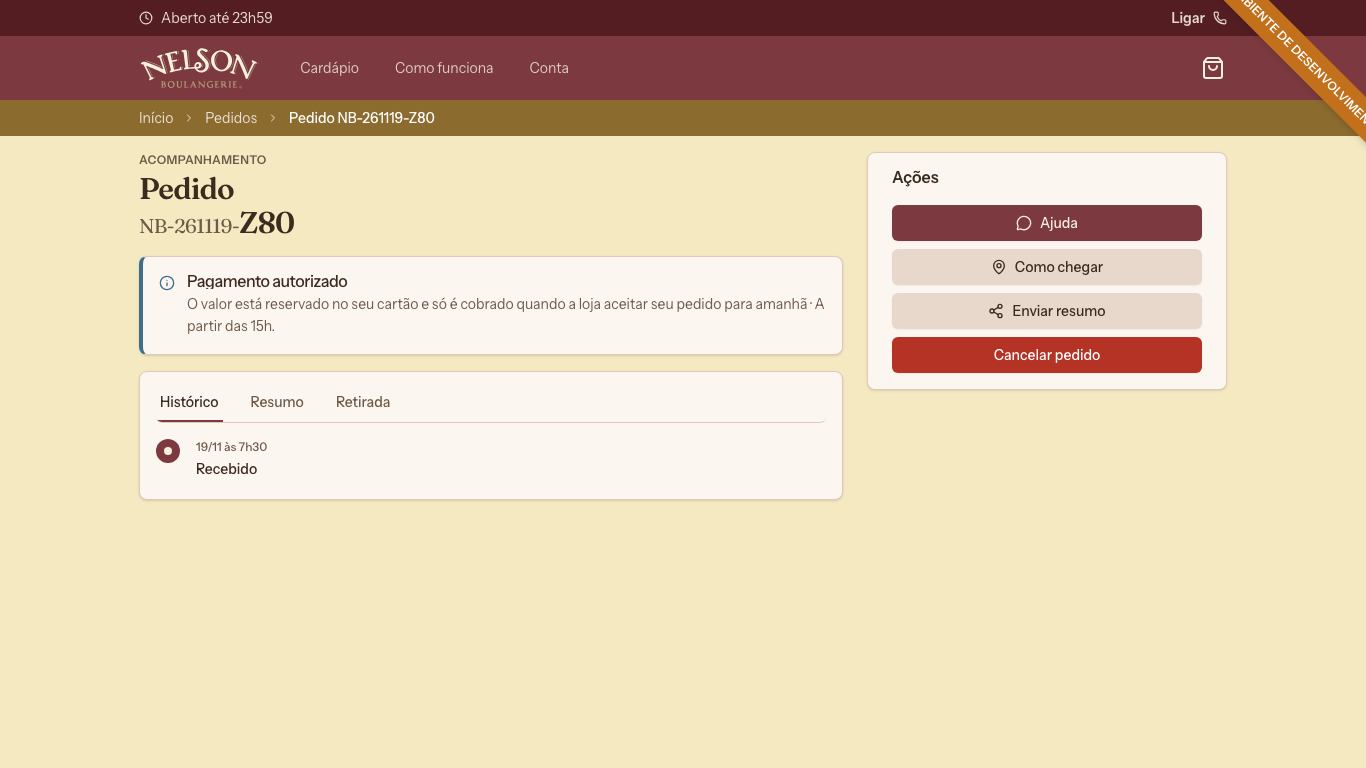 Aberto até 23h59
Ligar
NELSON
BOULANGERIE
Cardápio
Como funciona
Conta
DE DESENVOLVIMEN
Início
Pedidos
Pedido NB-261119-Z80
ACOMPANHAMENTO
Pedido
NB-261119-Z80
Pagamento autorizado
O valor está reservado no seu cartão e só é cobrado quando a loja aceitar seu pedido para amanhã · A
partir das 15h.
Histórico
Resumo
Retirada
19/11 às 7h30
Recebido
Ações
Ajuda
Como chegar
Enviar resumo
Cancelar pedido